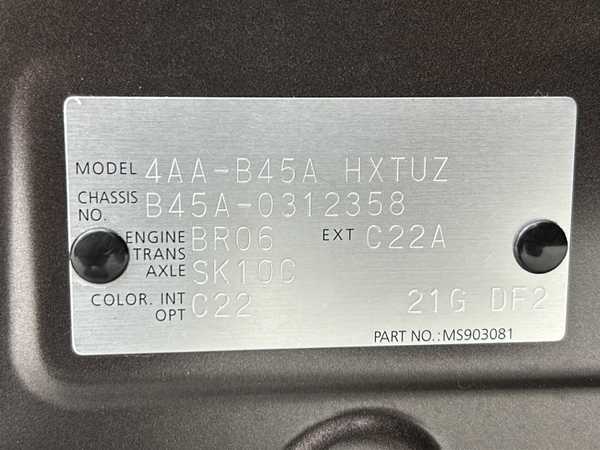 MODEL 4AA-B45A HXTUZ
CHASSIS NO. B45A-0312358
ENGINE BR06 EXT C22A
TRANS AXLE SK10C
COLOR. INT C22 21G DF2
OPT
PART NO.:MS903081